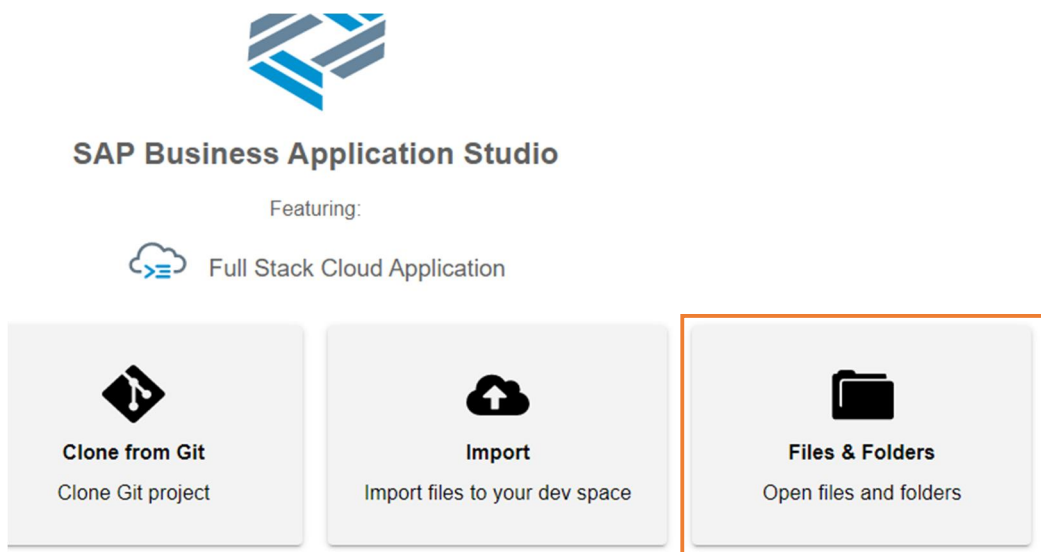 SAP Business Application Studio
Featuring:
Full Stack Cloud Application
Clone from Git
Clone Git project
Import
Import files to your dev space
Files & Folders
Open files and folders